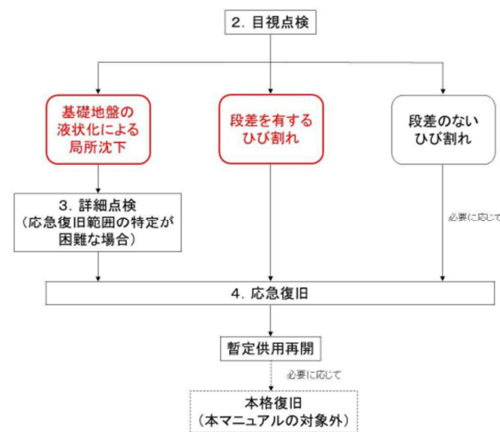 2. 目視点検
基礎地盤の
液状化による
局所沈下
段差を有する
ひび割れ
段差のない
ひび割れ
3. 詳細点検
(応急復旧範囲の特定が
困難な場合)
必要に応じて
4. 応急復旧
暫定供用再開
必要に応じて
本格復旧
(本マニュアルの対象外)